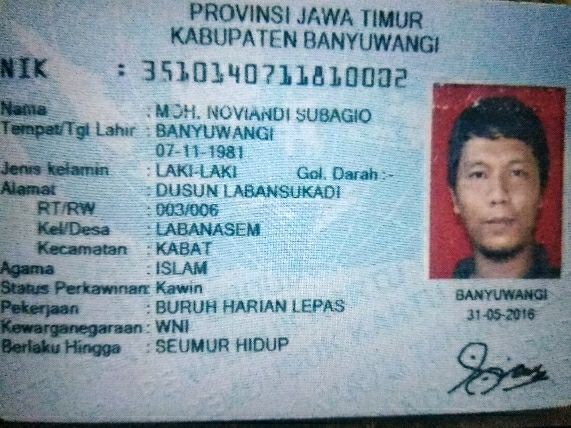 PROVINSI JAWA TIMUR
KABUPATEN BANYUWANGI
NIK : 3510140711810002
Nama : MOH. NOVIANDI SUBAGIO
Tempat/Tgl Lahir : BANYUWANGI
07-11-1981
Jenis kelamin : LAKI-LAKI Gol. Darah :-
Alamat : DUSUN LABANSUKADI
RT/RW : 003/006
Kel/Desa : LABANASEM
Kecamatan : KABAT
Agama : ISLAM
Status Perkawinan: Kawin
Pekerjaan : BURUH HARIAN LEPAS
Kewarganegaraan : WNI
Berlaku Hingga : SEUMUR HIDUP
BANYUWANGI
31-05-2016